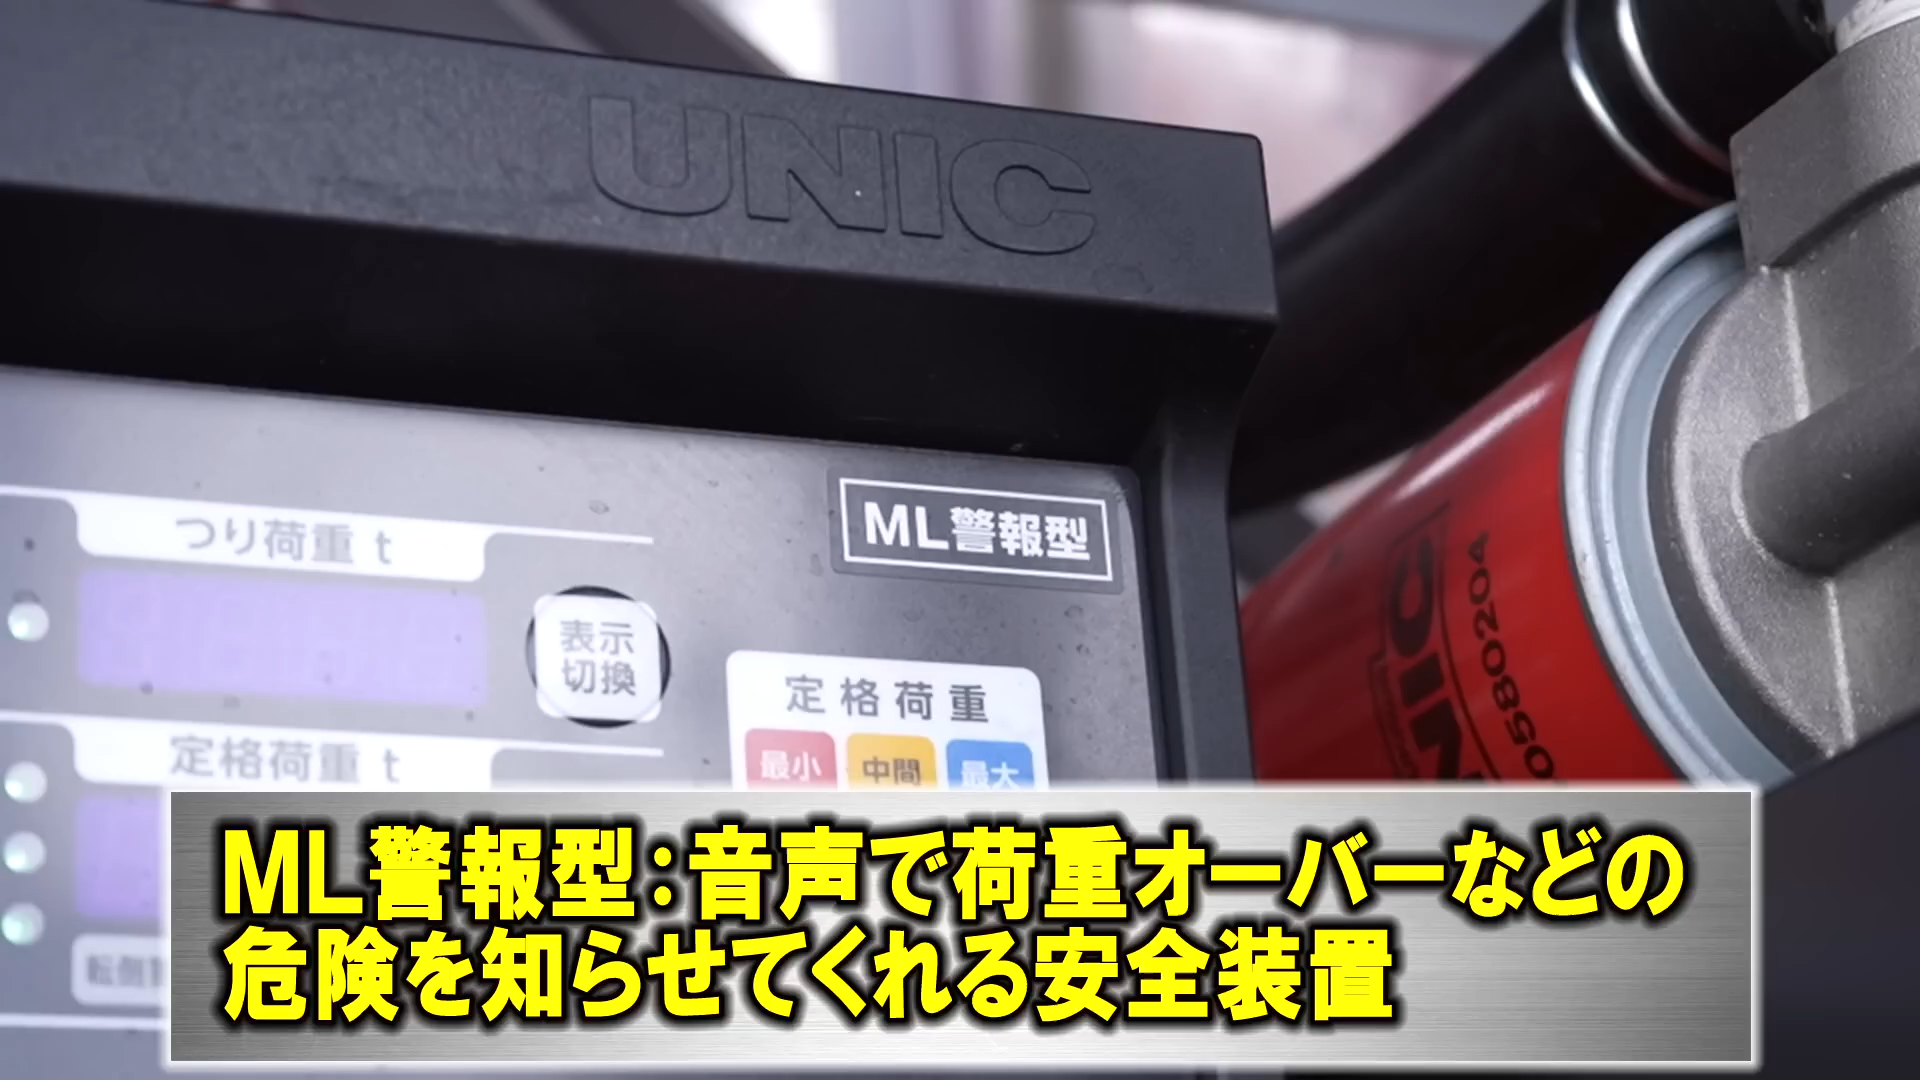 UNIC
ML警報型
つり荷重 t
表示
切換
定格荷重
最小
中間
最大
定格荷重 t
UNIC
0580204
ML警報型：音声で荷重オーバーなどの
危険を知らせてくれる安全装置